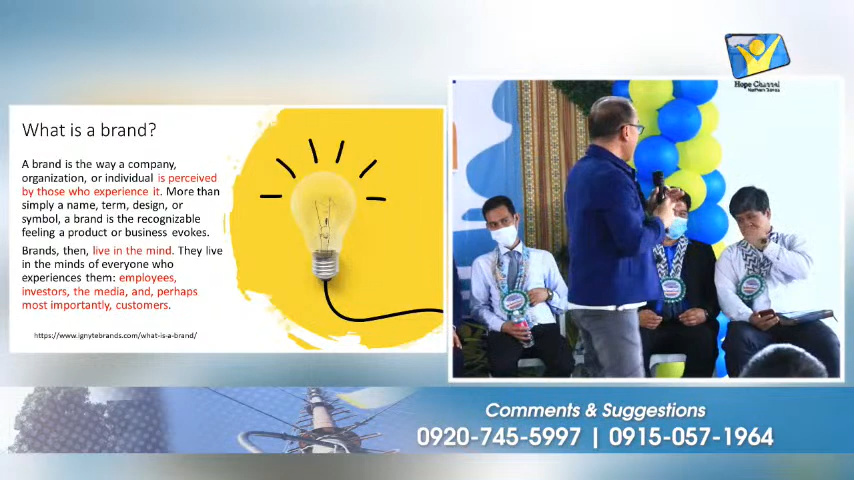 Hope Channel
What is a brand?
A brand is the way a company,
organization, or individual is perceived
by those who experience it. More than
simply a name, term, design, or
symbol, a brand is the recognizable
feeling a product or business evokes.
Brands, then, live in the mind. They live
in the minds of everyone who
experiences them: employees,
investors, the media, and, perhaps
most importantly, customers.
https://www.ignytebrands.com/what-is-a-brand/
Comments & Suggestions
0920-745-5997 | 0915-057-1964